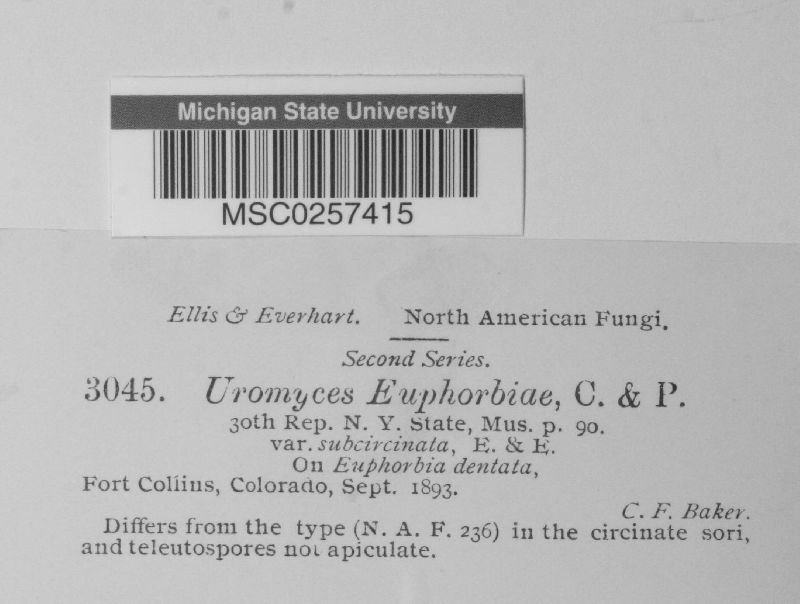 Michigan State University
MSC0257415
Ellis & Everhart. North American Fungi.
Second Series.
3045. Uromyces Euphorbiae, C. & P.
30th Rep. N. Y. State, Mus. p. 90.
var. subcircinata, E. & E.
On Euphorbia dentata,
Fort Collins, Colorado, Sept. 1893.
C. F. Baker.
Differs from the type (N. A. F. 236) in the circinate sori,
and teleutospores not apiculate.